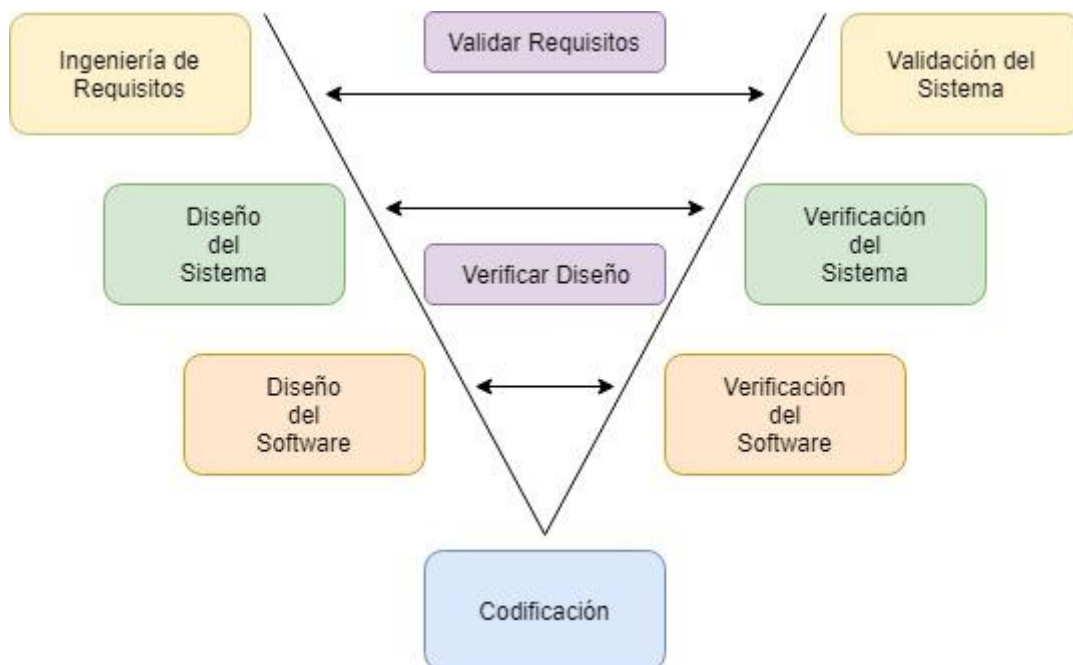 Ingeniería de
Requisitos
Validar Requisitos
Validación del
Sistema
Diseño
del
Sistema
Verificar Diseño
Verificación
del
Sistema
Diseño
del
Software
Verificación
del
Software
Codificación